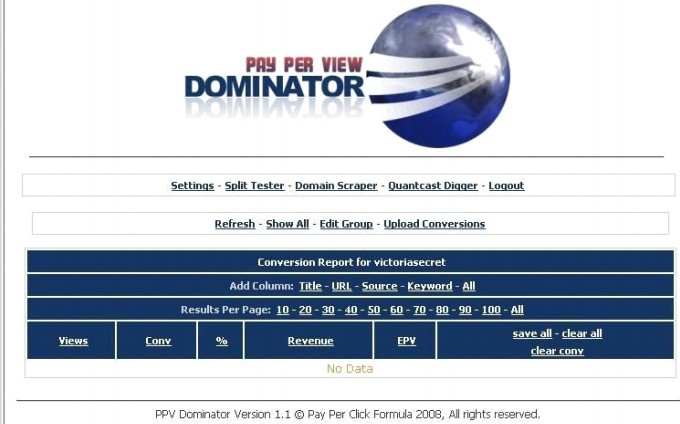 PAY PER VIEW
DOMINATOR
Settings - Split Tester - Domain Scraper - Quantcast Digger - Logout
Refresh - Show All - Edit Group - Upload Conversions
Conversion Report for victoriasecret
Add Column: Title - URL - Source - Keyword - All
Results Per Page: 10 - 20 - 30 - 40 - 50 - 60 - 70 - 80 - 90 - 100 - All
Views Conv % Revenue EPV save all - clear all
clear conv
No Data
PPV Dominator Version 1.1 © Pay Per Click Formula 2008, All rights reserved.